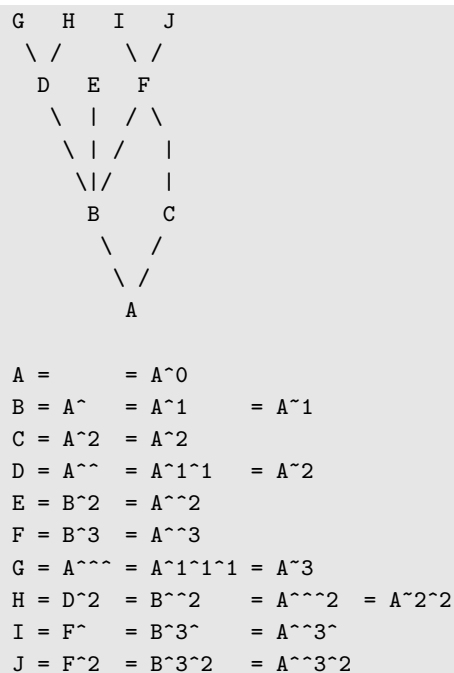 G   H   I   J
 \ /     \ /
  D   E   F
   \  |  / \
    \ | /   |
     \|/    |
      B     C
       \   /
        \ /
         A
A =      = A^0
B = A^   = A^1     = A~1
C = A^2  = A^2
D = A^^  = A^1^1   = A~2
E = B^2  = A^^2
F = B^3  = A^^3
G = A^^^ = A^1^1^1 = A~3
H = D^2  = B^^2    = A^^^2  = A~2^2
I = F^   = B^3^    = A^^3^
J = F^2  = B^3^2   = A^^3^2